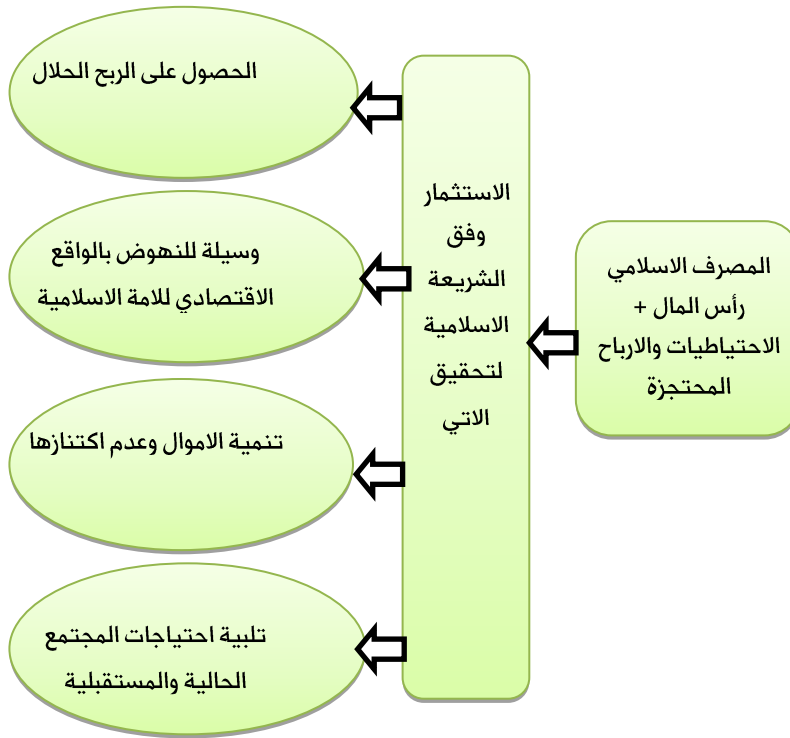 المصرف الاسلامي
رأس المال +
الاحتياطيات والارباح
المحتجزة
الاستثمار
وفق
الشريعة
الاسلامية
لتحقيق
الاتي
الحصول على الربح الحلال
وسيلة للنهوض بالواقع
الاقتصادي للامة الاسلامية
تنمية الاموال وعدم اكتنازها
تلبية احتياجات المجتمع
الحالية والمستقبلية